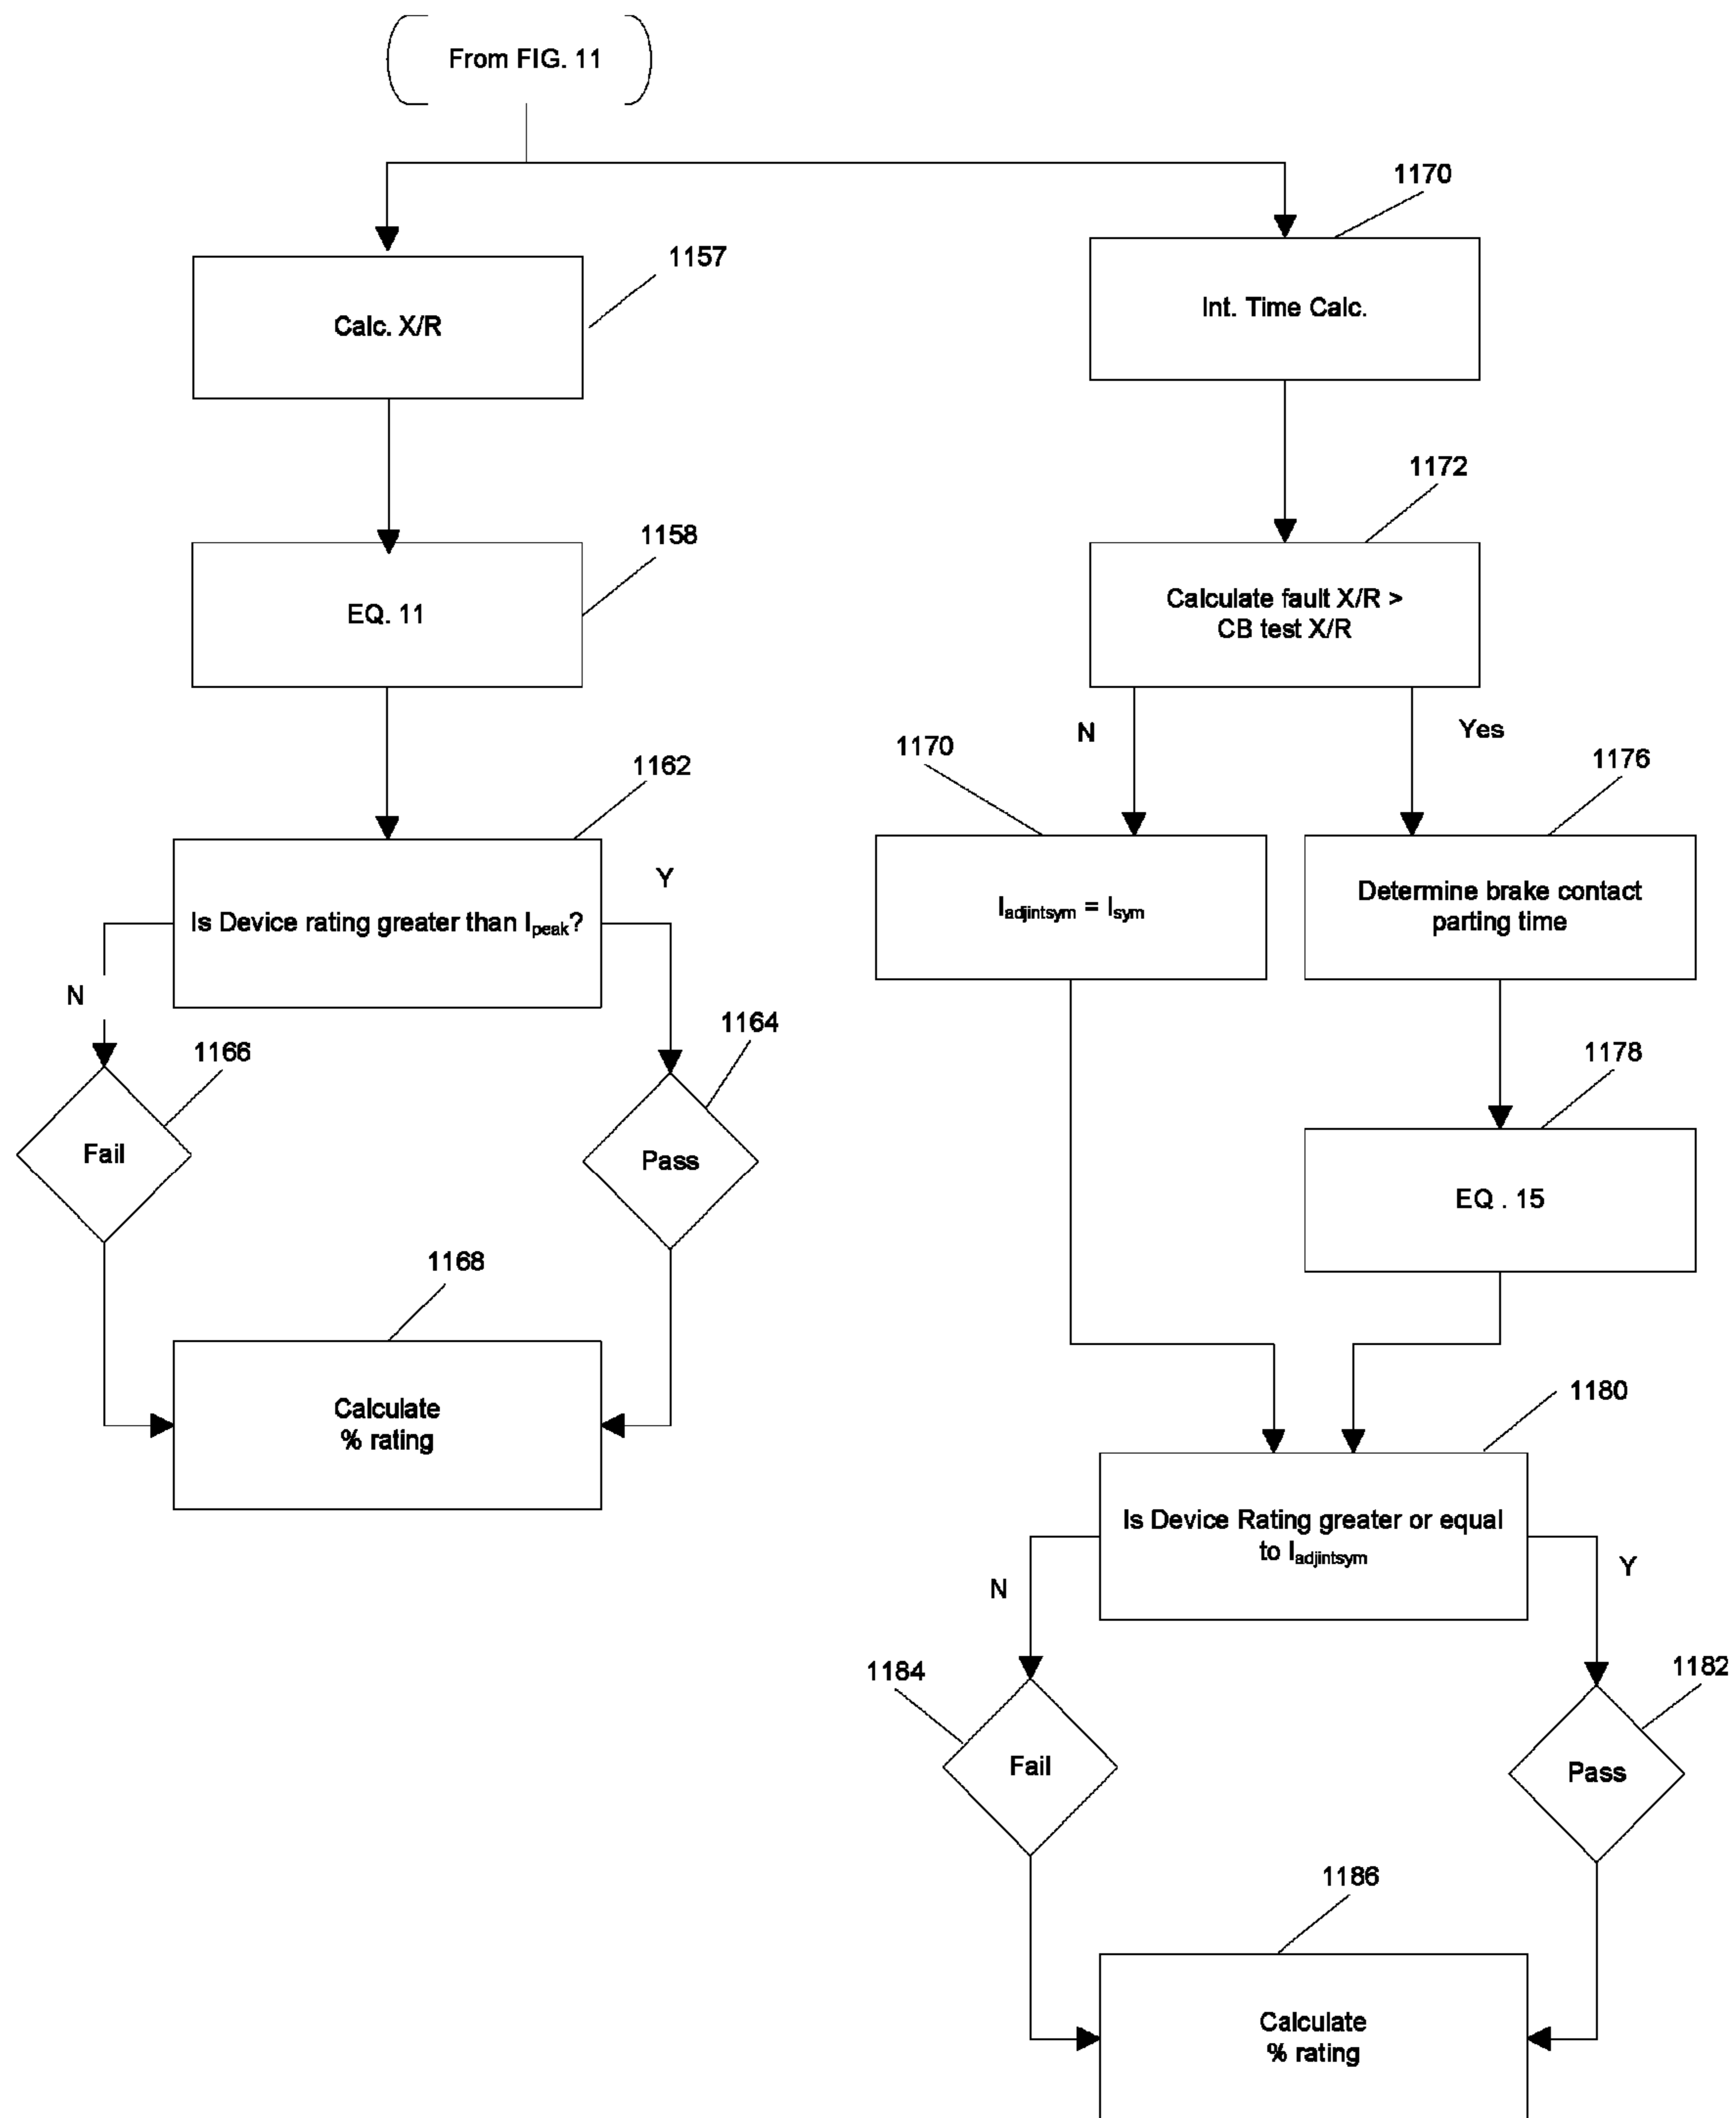 From FIG. 11
1170
1157
Int. Time Calc.
Calc. X/R
1172
1158
Calculate fault X/R >
CB test X/R
EQ. 11
N
Yes
1170
1176
1162
Y
Is Device rating greater than Ipeak?
Iadjintsym = Isym
Determine brake contact
parting time
N
1164
1166
1178
Fail
Pass
EQ . 15
1168
1180
Calculate
% rating
Is Device Rating greater or equal
to Iadjintsym
N
Y
1184
1182
Fail
Pass
1186
Calculate
% rating